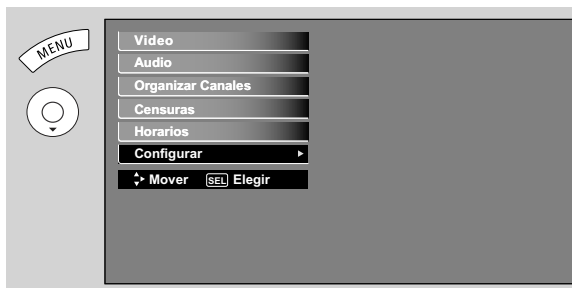 MENU
Video
Audio
Organizar Canales
Censuras
Horarios
Configurar
Mover SEL Elegir